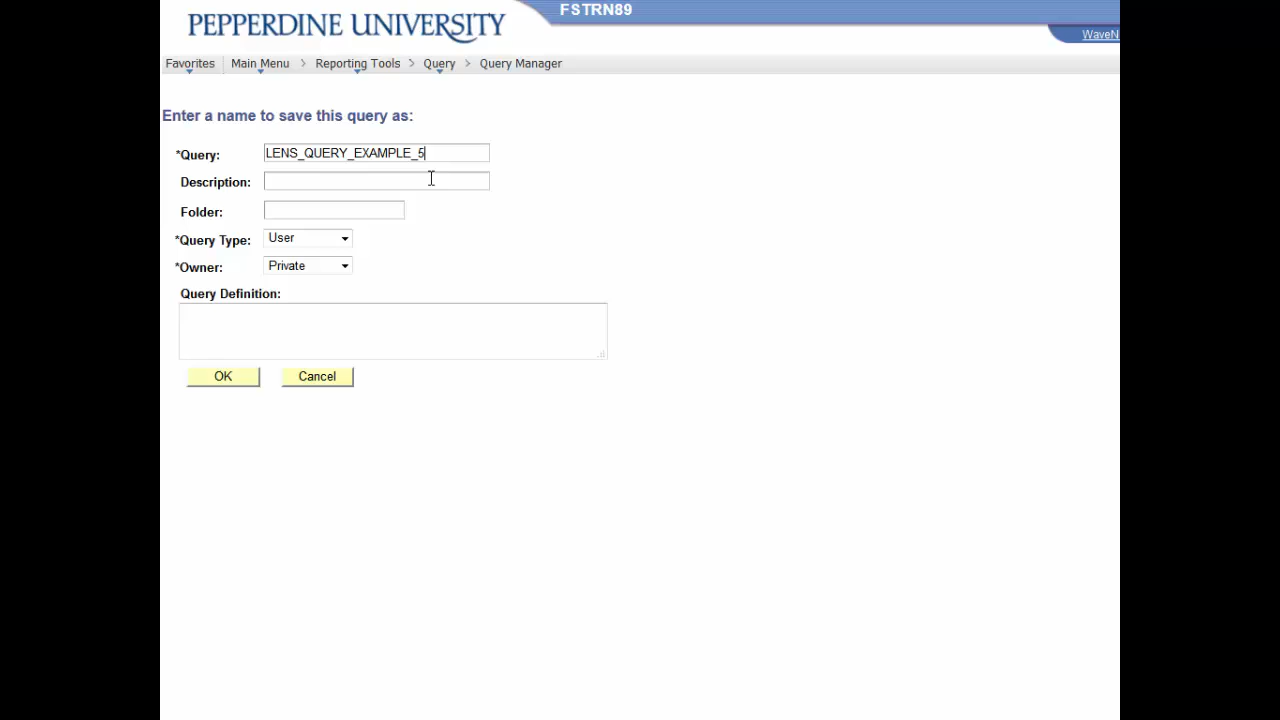 FSTRN89
PEPPERDINE UNIVERSITY
WaveN
Favorites Main Menu > Reporting Tools > Query > Query Manager
Enter a name to save this query as:
*Query: LENS_QUERY_EXAMPLE_5
Description:
Folder:
*Query Type: User
*Owner: Private
Query Definition:
OK Cancel